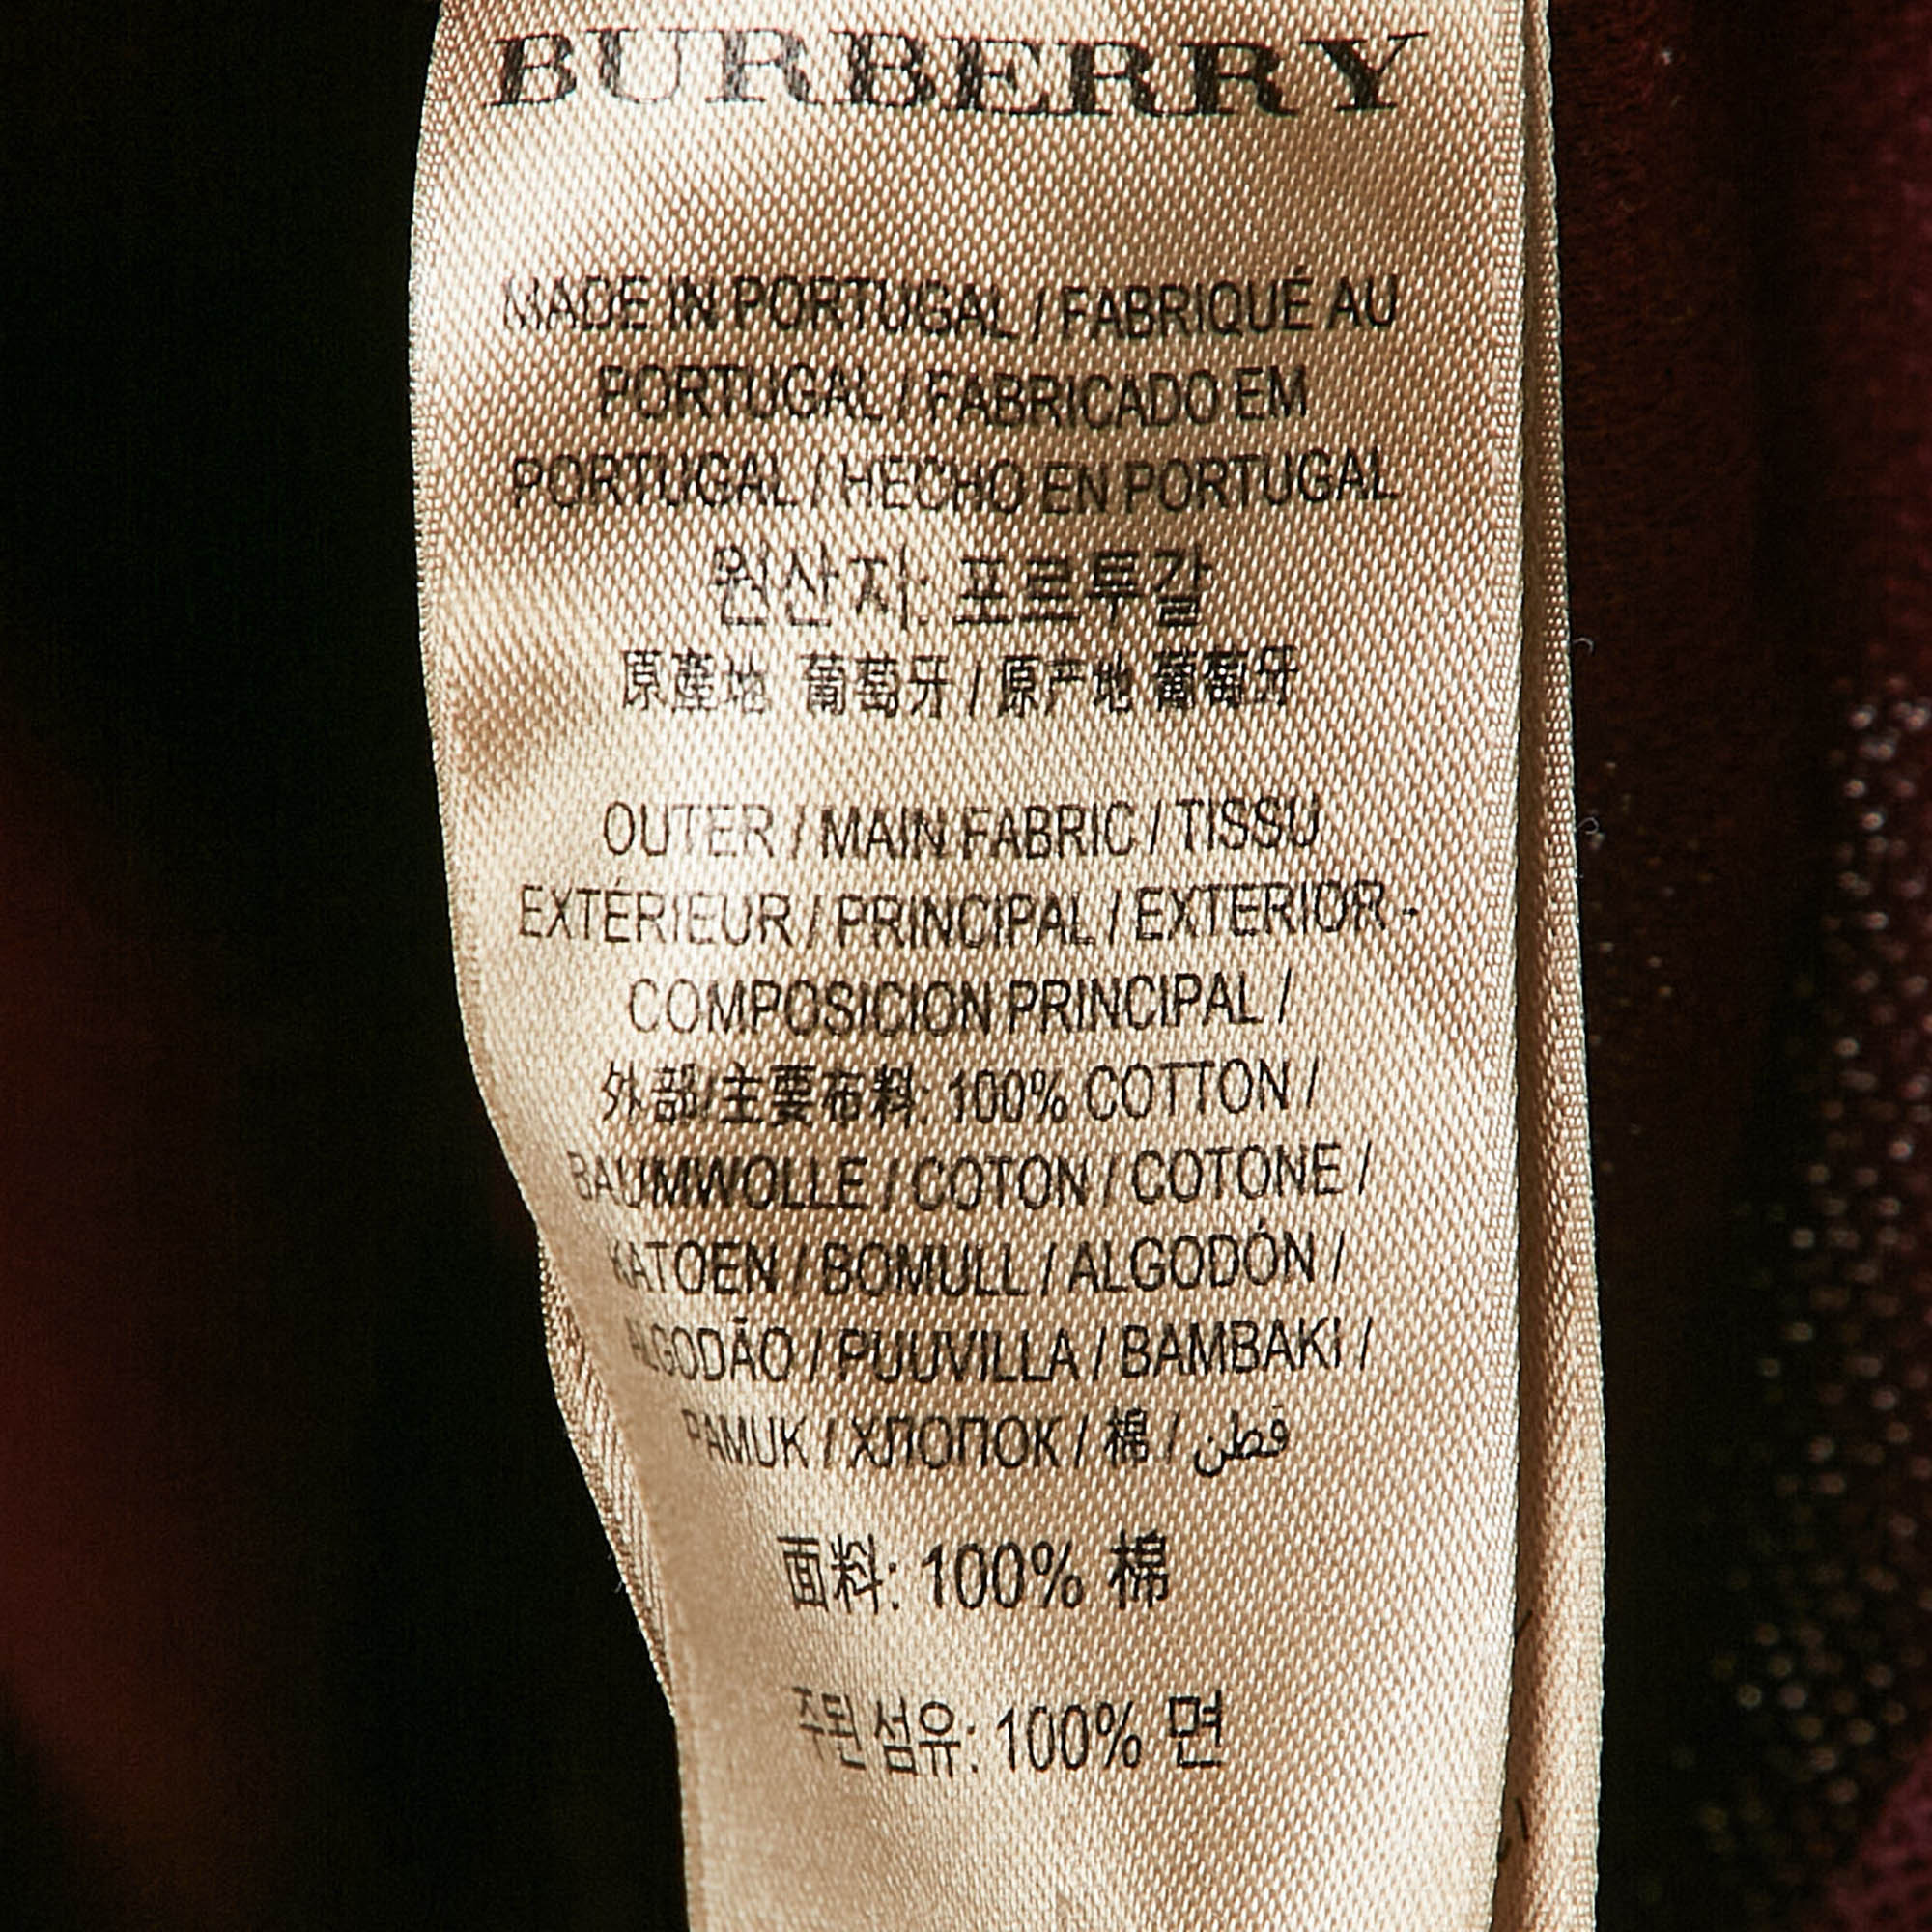 BURBERRY
MADE IN PORTUGAL / FABRIQUÉ AU
PORTUGAL / FABRICADO EM
PORTUGAL / HECHO EN PORTUGAL
원산지: 포르투갈
原產地 葡萄牙 / 原产地 葡萄牙
OUTER / MAIN FABRIC / TISSU
EXTÉRIEUR / PRINCIPAL / EXTERIOR -
COMPOSICION PRINCIPAL /
外部/主要布料: 100% COTTON /
BAUMWOLLE / COTON / COTONE /
KATOEN / BOMULL / ALGODÓN /
ALGODÃO / PUUVILLA / BAMBAKI /
PAMUK / ХЛОПОК / 棉 / قطن
面料: 100% 棉
주된섬유: 100% 면